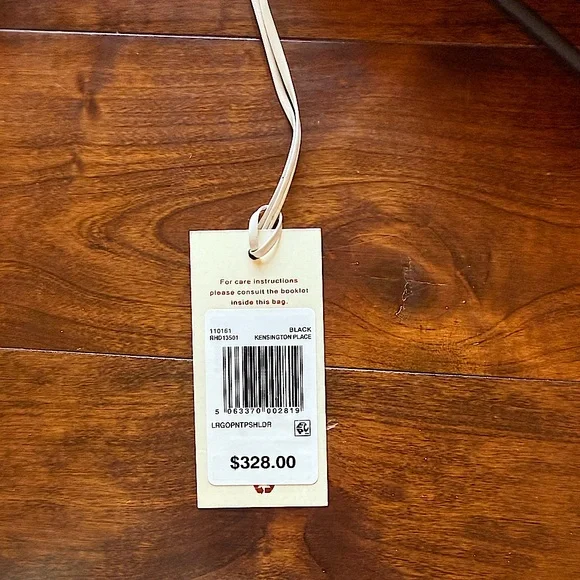 For care instructions
please consult the booklet
inside this bag.
110161 BLACK
RHD13501 KENSINGTON PLACE
5 063370 002819
LRGOPNTPSHLDR
$328.00